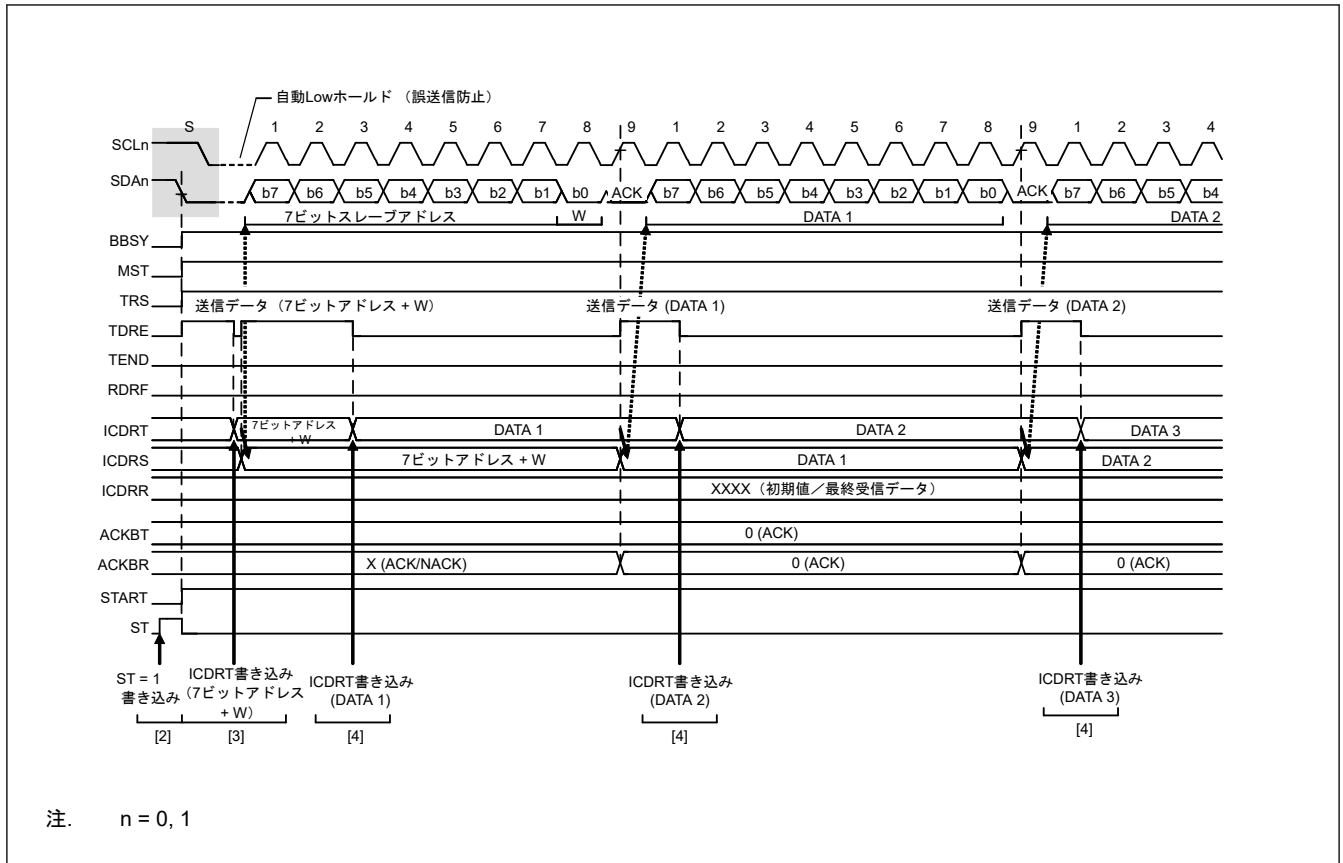 自動Lowホールド （誤送信防止）
S 1 2 3 4 5 6 7 8 9 1 2 3 4 5 6 7 8 9 1 2 3 4
SCLn
SDAn b7 b6 b5 b4 b3 b2 b1 b0 ACK b7 b6 b5 b4 b3 b2 b1 b0 ACK b7 b6 b5 b4
7ビットスレーブアドレス W DATA 1 DATA 2
BBSY
MST
TRS 送信データ（7ビットアドレス + W） 送信データ (DATA 1) 送信データ (DATA 2)
TDRE
TEND
RDRF
ICDRT 7ビットアドレス + W DATA 1 DATA 2 DATA 3
ICDRS 7ビットアドレス + W DATA 1 DATA 2
ICDRR XXXX（初期値／最終受信データ）
ACKBT 0 (ACK)
ACKBR X (ACK/NACK) 0 (ACK) 0 (ACK)
START
ST
ST = 1
書き込み
ICDRT書き込み
（7ビットアドレス
+ W）
ICDRT書き込み
(DATA 1)
ICDRT書き込み
(DATA 2)
ICDRT書き込み
(DATA 3)
[2] [3] [4] [4] [4]
注. n = 0, 1